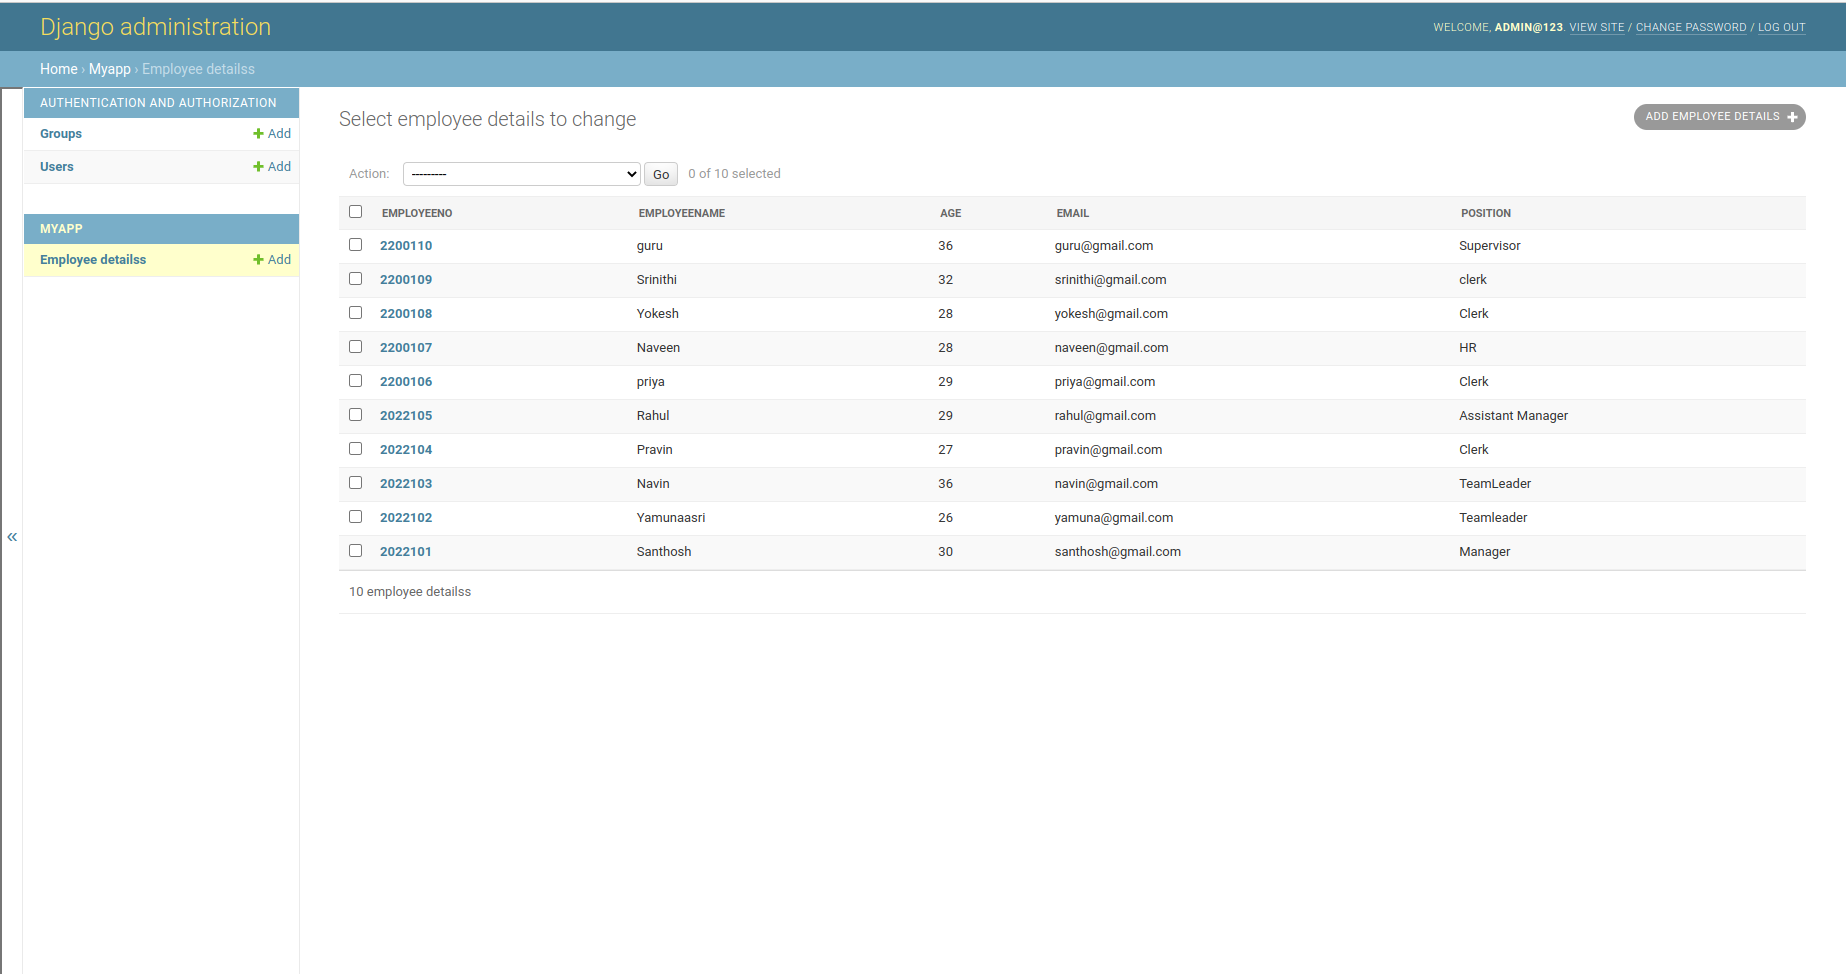 Django administration
WELCOME, ADMIN@123. VIEW SITE / CHANGE PASSWORD / LOG OUT
Home › Myapp › Employee detailss
AUTHENTICATION AND AUTHORIZATION
Groups + Add
Users + Add
MYAPP
Employee detailss + Add
«
Select employee details to change
ADD EMPLOYEE DETAILS +
Action: --------- Go 0 of 10 selected
EMPLOYEENO EMPLOYEENAME AGE EMAIL POSITION
2200110 guru 36 guru@gmail.com Supervisor
2200109 Srinithi 32 srinithi@gmail.com clerk
2200108 Yokesh 28 yokesh@gmail.com Clerk
2200107 Naveen 28 naveen@gmail.com HR
2200106 priya 29 priya@gmail.com Clerk
2022105 Rahul 29 rahul@gmail.com Assistant Manager
2022104 Pravin 27 pravin@gmail.com Clerk
2022103 Navin 36 navin@gmail.com TeamLeader
2022102 Yamunaasri 26 yamuna@gmail.com Teamleader
2022101 Santhosh 30 santhosh@gmail.com Manager
10 employee detailss